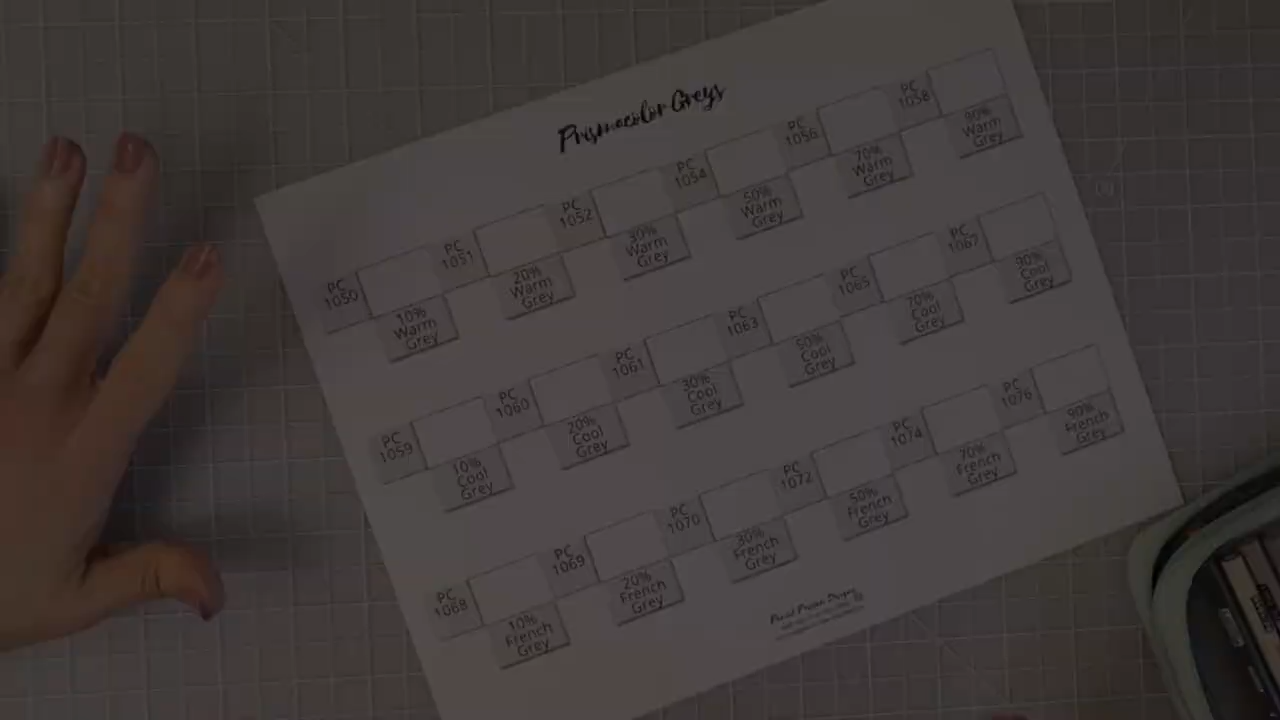 Prismacolor Greys
PC 1050
10% Warm Grey
PC 1051
20% Warm Grey
PC 1052
30% Warm Grey
PC 1054
50% Warm Grey
PC 1056
70% Warm Grey
PC 1058
90% Warm Grey
PC 1059
10% Cool Grey
PC 1060
20% Cool Grey
PC 1061
30% Cool Grey
PC 1063
50% Cool Grey
PC 1065
70% Cool Grey
PC 1067
90% Cool Grey
PC 1068
10% French Grey
PC 1069
20% French Grey
PC 1070
30% French Grey
PC 1072
50% French Grey
PC 1074
70% French Grey
PC 1076
90% French Grey